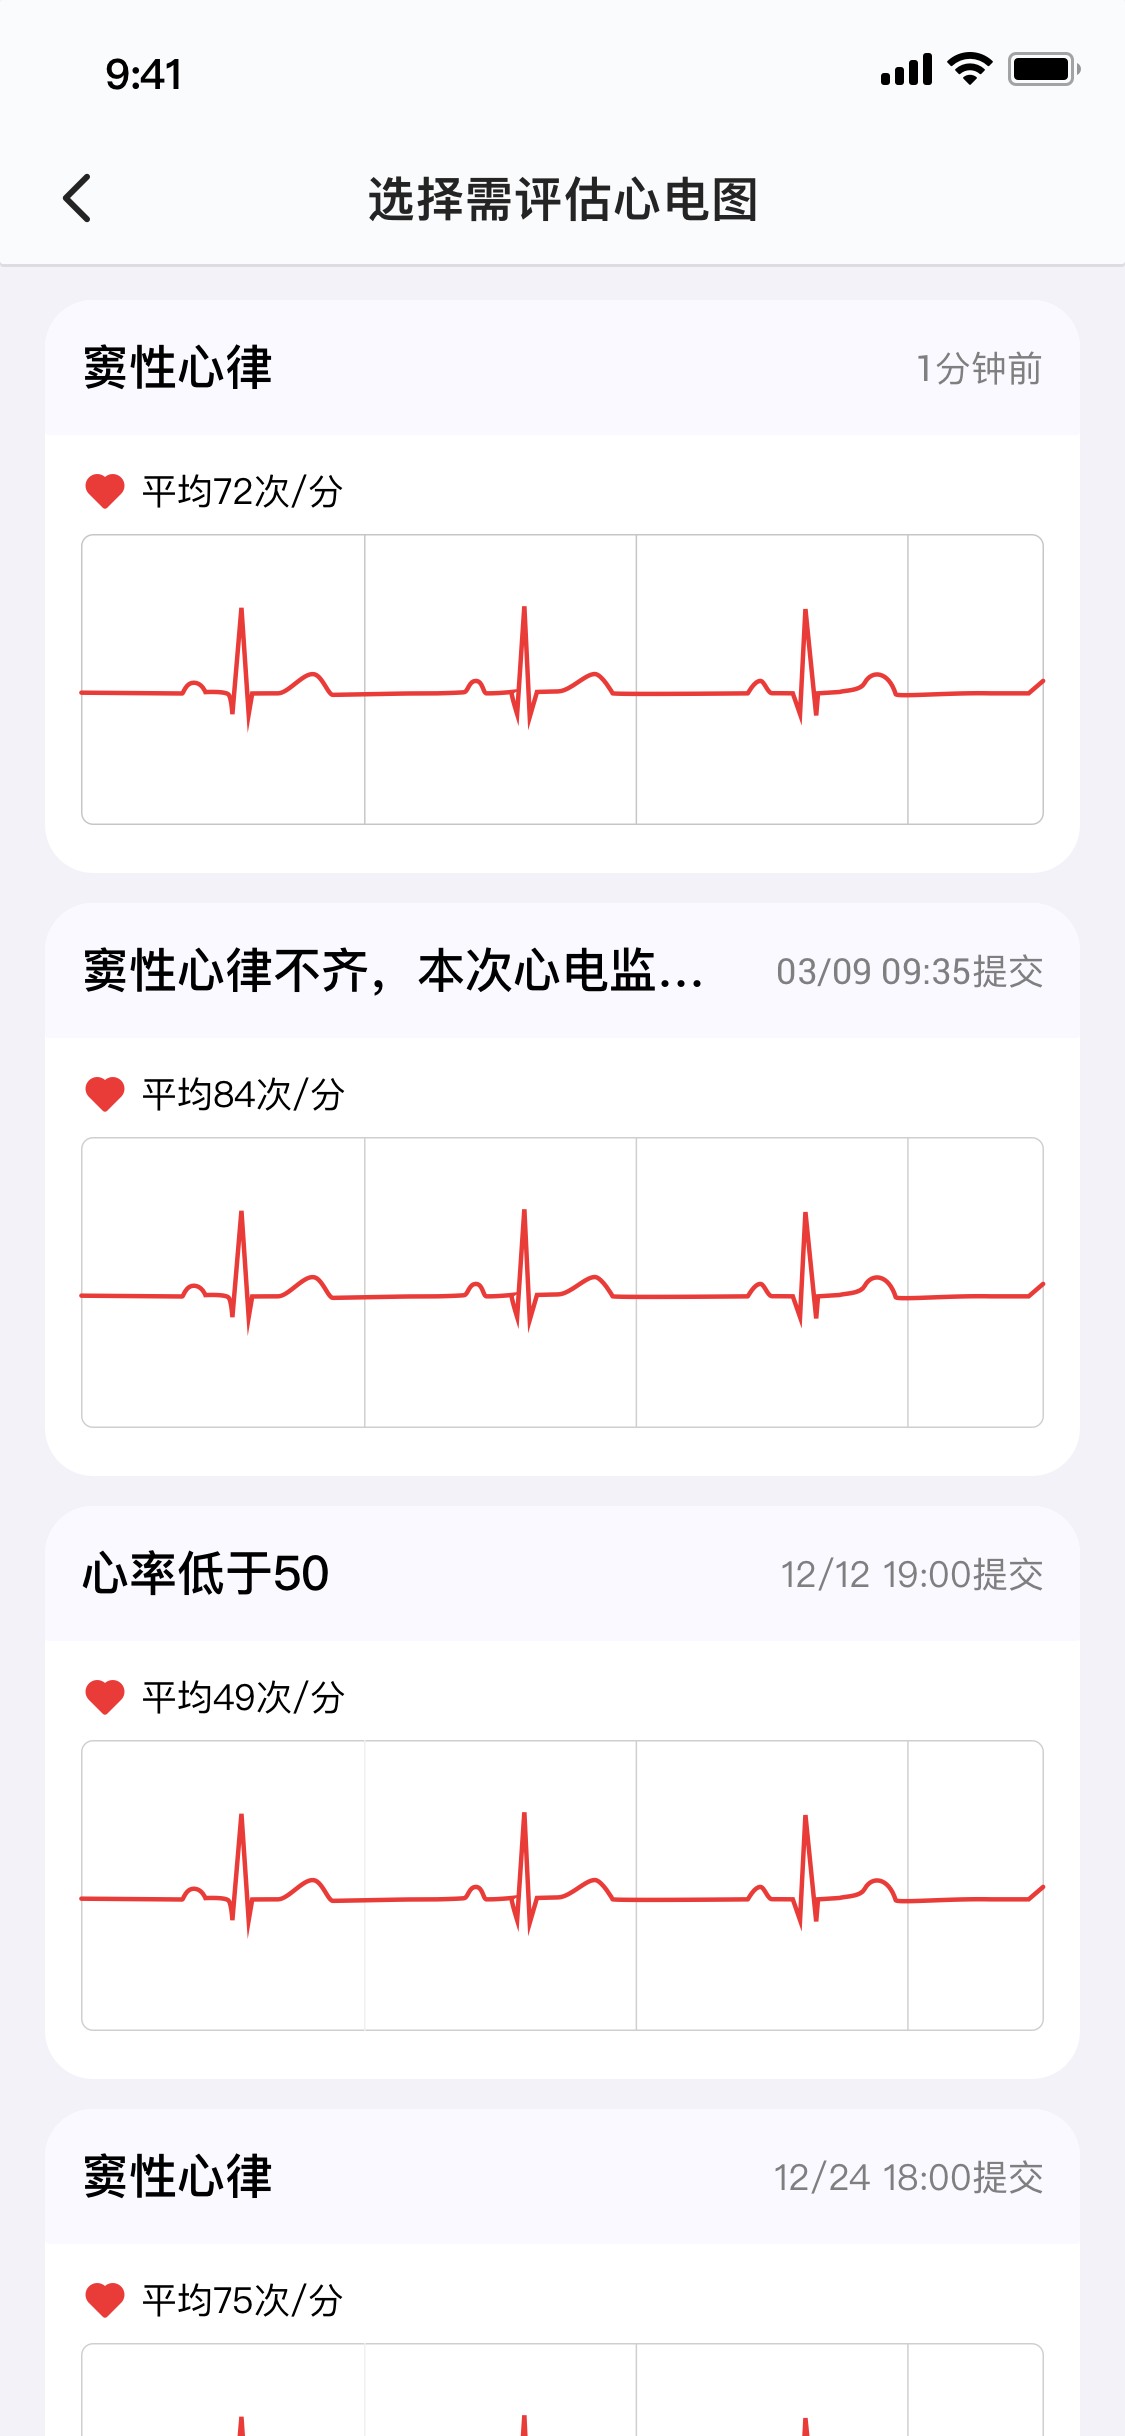 9:41
选择需评估心电图
窦性心律
1分钟前
平均72次/分
窦性心律不齐，本次心电监...
03/09 09:35提交
平均84次/分
心率低于50
12/12 19:00提交
平均49次/分
窦性心律
12/24 18:00提交
平均75次/分